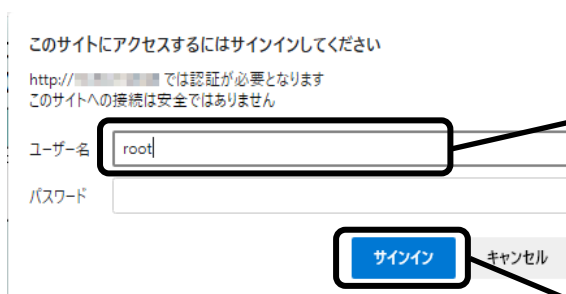 このサイトにアクセスするにはサインインしてください
http:// では認証が必要となります
このサイトへの接続は安全ではありません
ユーザー名 root
パスワード
サインイン キャンセル